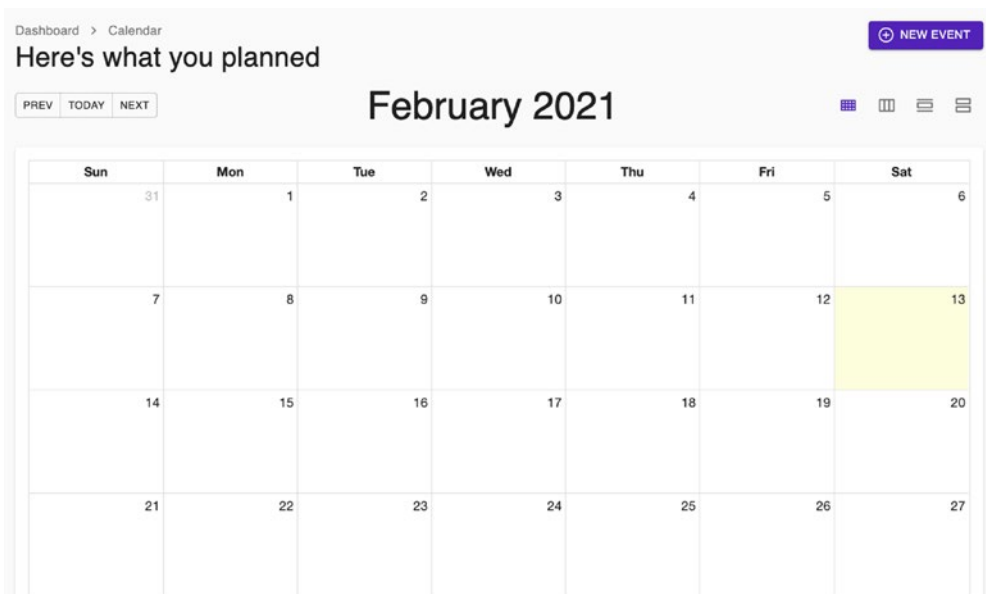 Dashboard > Calendar
Here's what you planned
NEW EVENT
PREV TODAY NEXT
February 2021
Sun Mon Tue Wed Thu Fri Sat
31 1 2 3 4 5 6
7 8 9 10 11 12 13
14 15 16 17 18 19 20
21 22 23 24 25 26 27